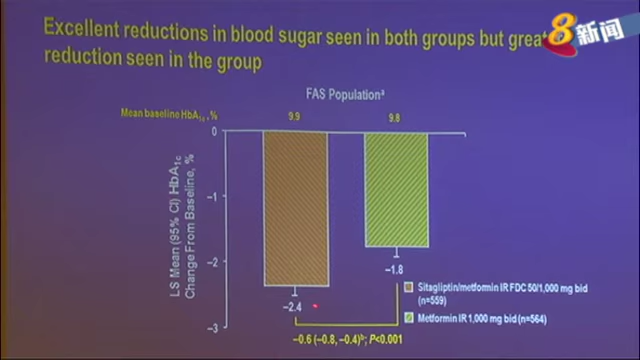 8新闻
Excellent reductions in blood sugar seen in both groups but
reduction seen in the group
FAS Populationᵃ
Mean baseline HbA1c, %
9.9
9.8
LS Mean (95% CI) HbA1c
Change From Baseline, %
0
−1
−2
−3
−2.4
−1.8
Sitagliptin/metformin IR FDC 50/1,000 mg bid
(n=559)
Metformin IR 1,000 mg bid (n=564)
−0.6 (−0.8, −0.4)ᵇ; P<0.001